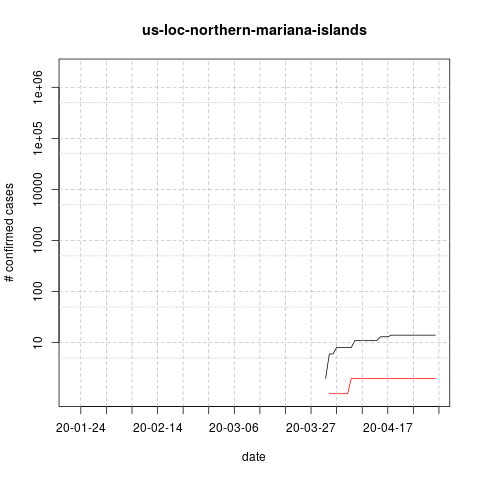 us-loc-northern-mariana-islands
# confirmed cases
1e+06
1e+05
10000
1000
100
10
20-01-24 20-02-14 20-03-06 20-03-27 20-04-17
date